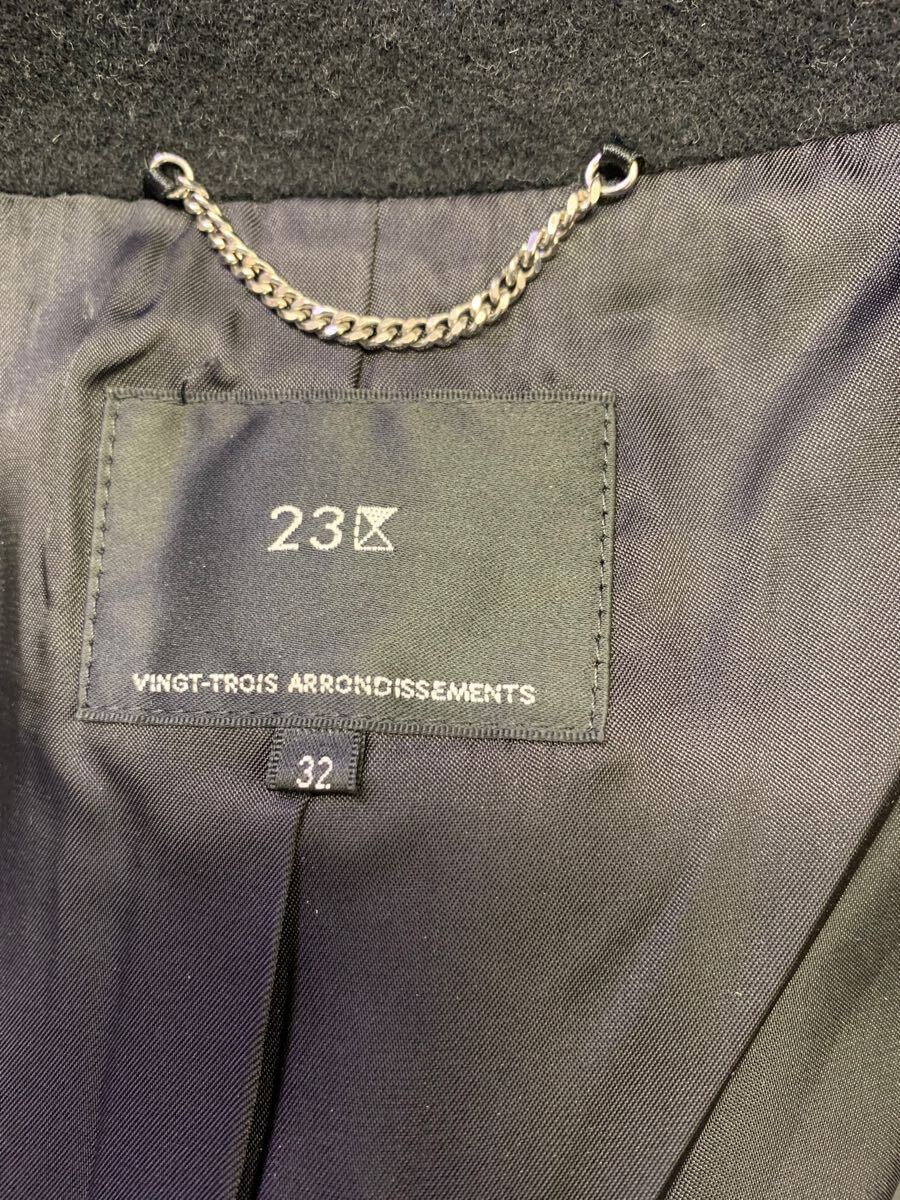 23区
VINGT-TROIS ARRONDISSEMENTS
32